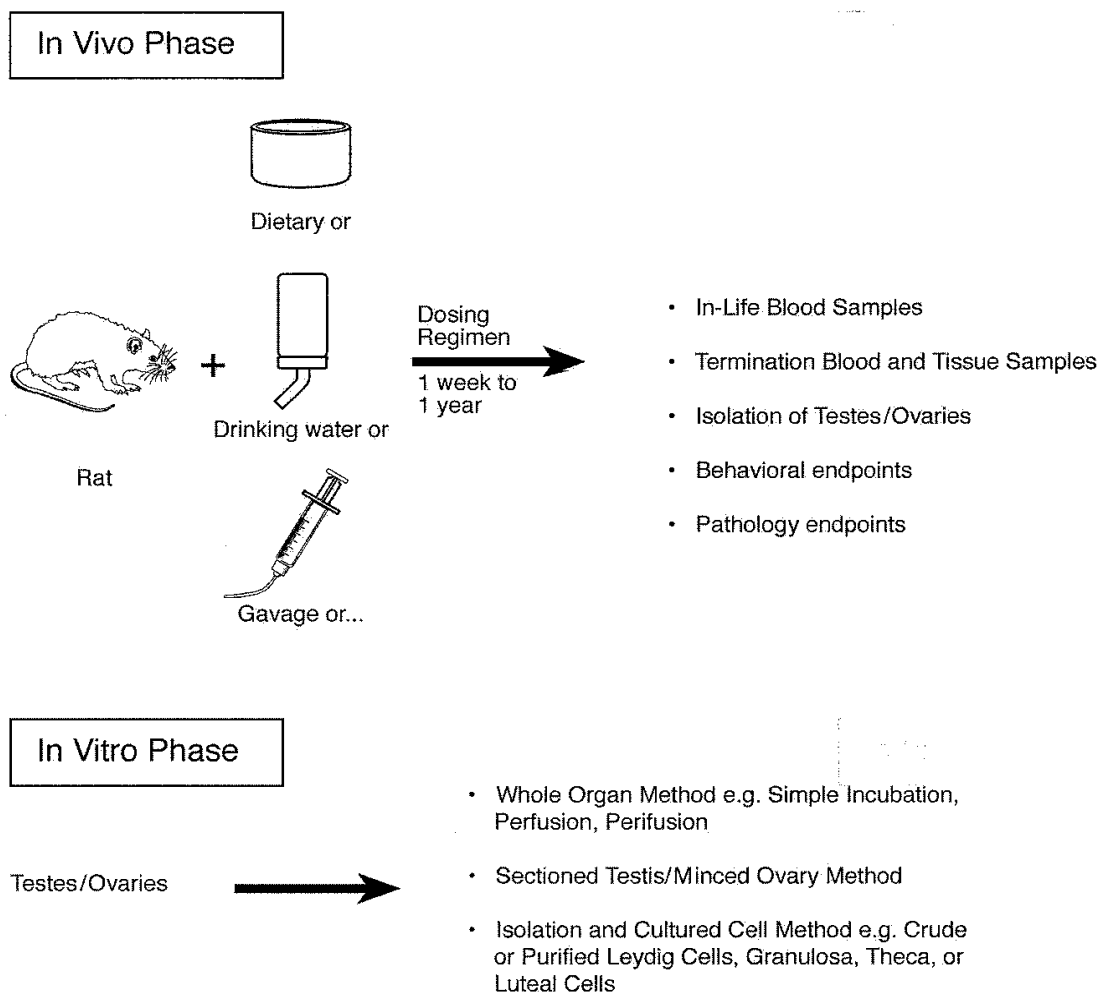 In Vivo Phase
Dietary or
Rat
+
Drinking water or
Gavage or...
Dosing
Regimen
1 week to
1 year
• In-Life Blood Samples
• Termination Blood and Tissue Samples
• Isolation of Testes/Ovaries
• Behavioral endpoints
• Pathology endpoints
In Vitro Phase
Testes/Ovaries
• Whole Organ Method e.g. Simple Incubation,
Perfusion, Perifusion
• Sectioned Testis/Minced Ovary Method
• Isolation and Cultured Cell Method e.g. Crude
or Purified Leydig Cells, Granulosa, Theca, or
Luteal Cells